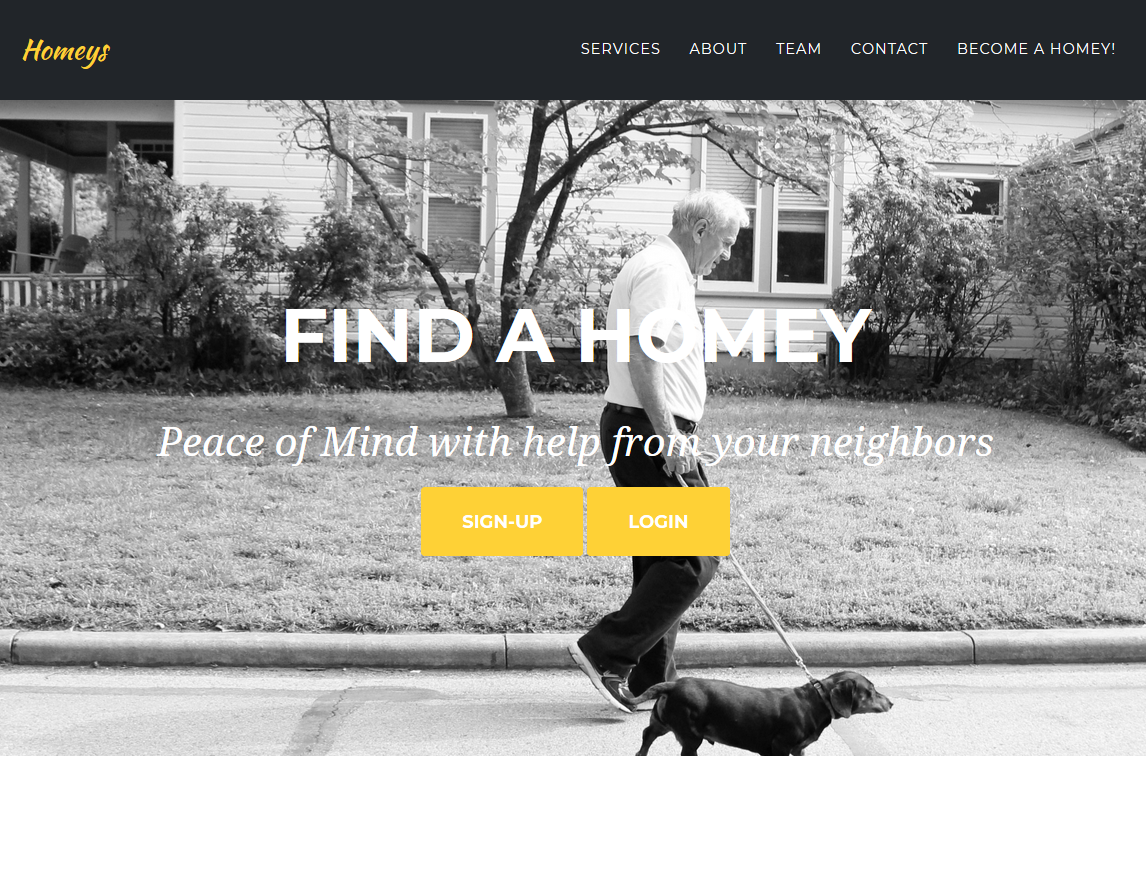 Homeys
SERVICES ABOUT TEAM CONTACT BECOME A HOMEY!
FIND A HOMEY
Peace of Mind with help from your neighbors
SIGN-UP LOGIN